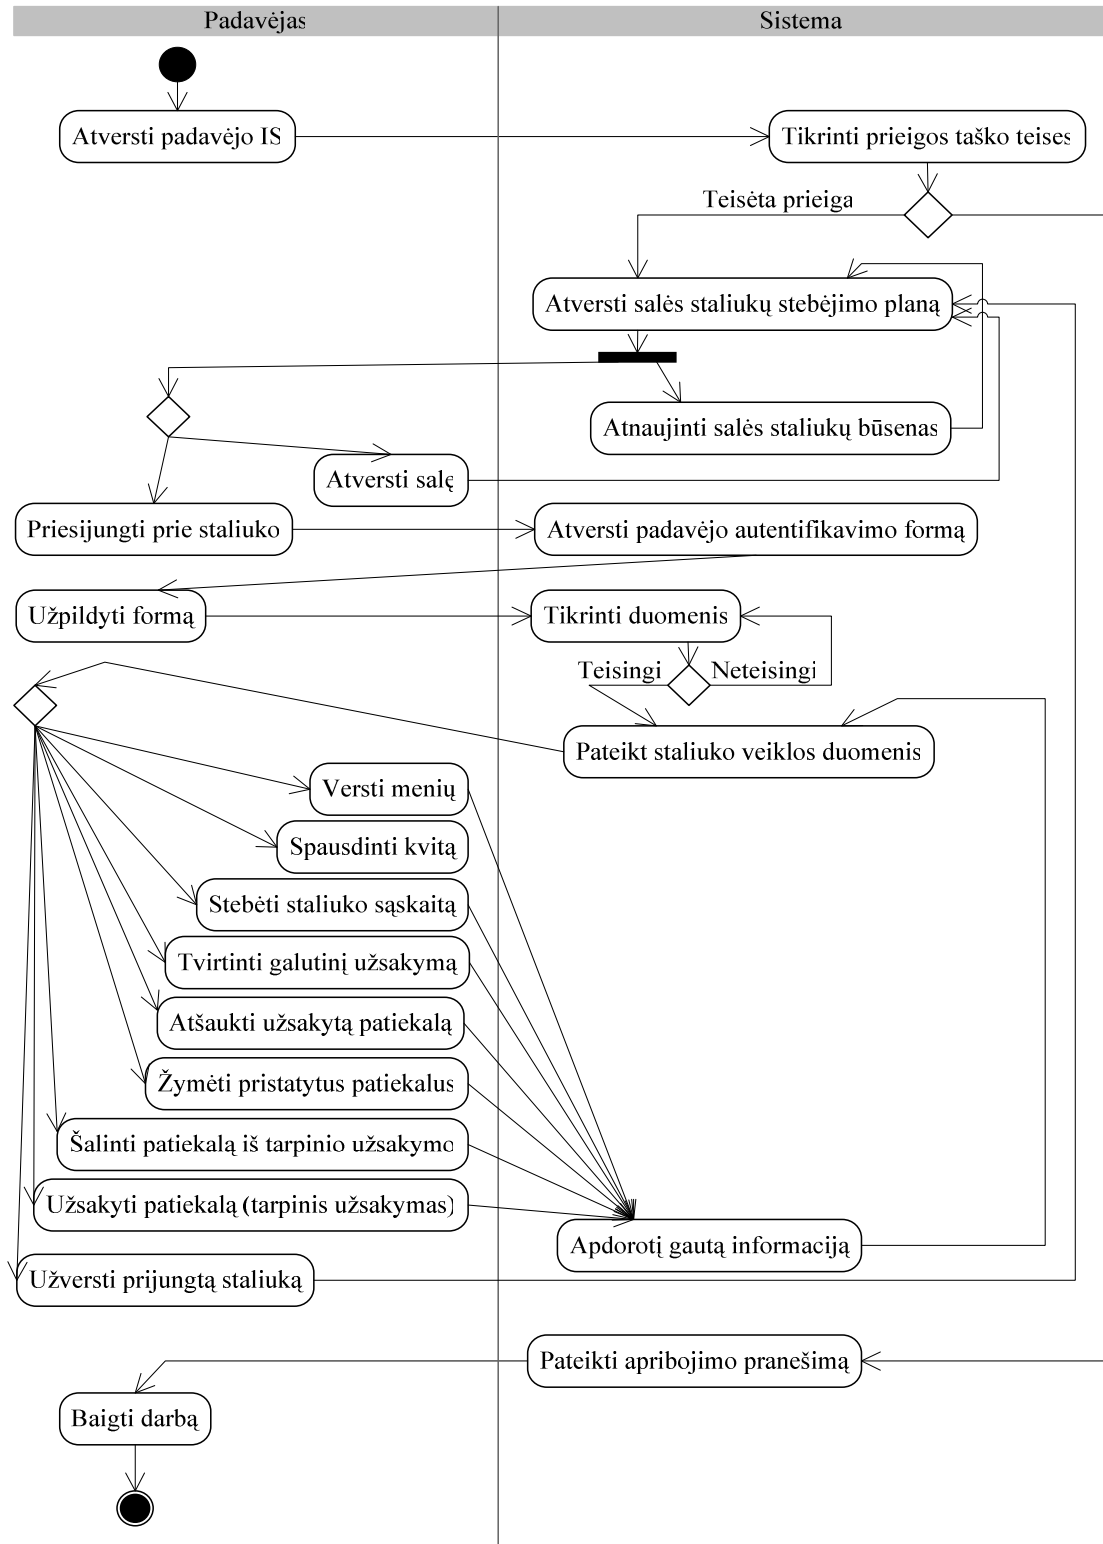 Padavėjas
Sistema
Atversti padavėjo IS
Tikrinti prieigos taško teises
Teisėta prieiga
Atversti salės staliukų stebėjimo planą
Atnaujinti salės staliukų būsenas
Atversti salę
Priesijungti prie staliuko
Atversti padavėjo autentifikavimo formą
Užpildyti formą
Tikrinti duomenis
Teisingi
Neteisingi
Pateikt staliuko veiklos duomenis
Versti menių
Spausdinti kvitą
Stebėti staliuko sąskaitą
Tvirtinti galutinį užsakymą
Atšaukti užsakytą patiekalą
Žymėti pristatytus patiekalus
Šalinti patiekalą iš tarpinio užsakymo
Užsakyti patiekalą (tarpinis užsakymas)
Apdorotį gautą informaciją
Užversti prijungtą staliuką
Pateikti apribojimo pranešimą
Baigti darbą